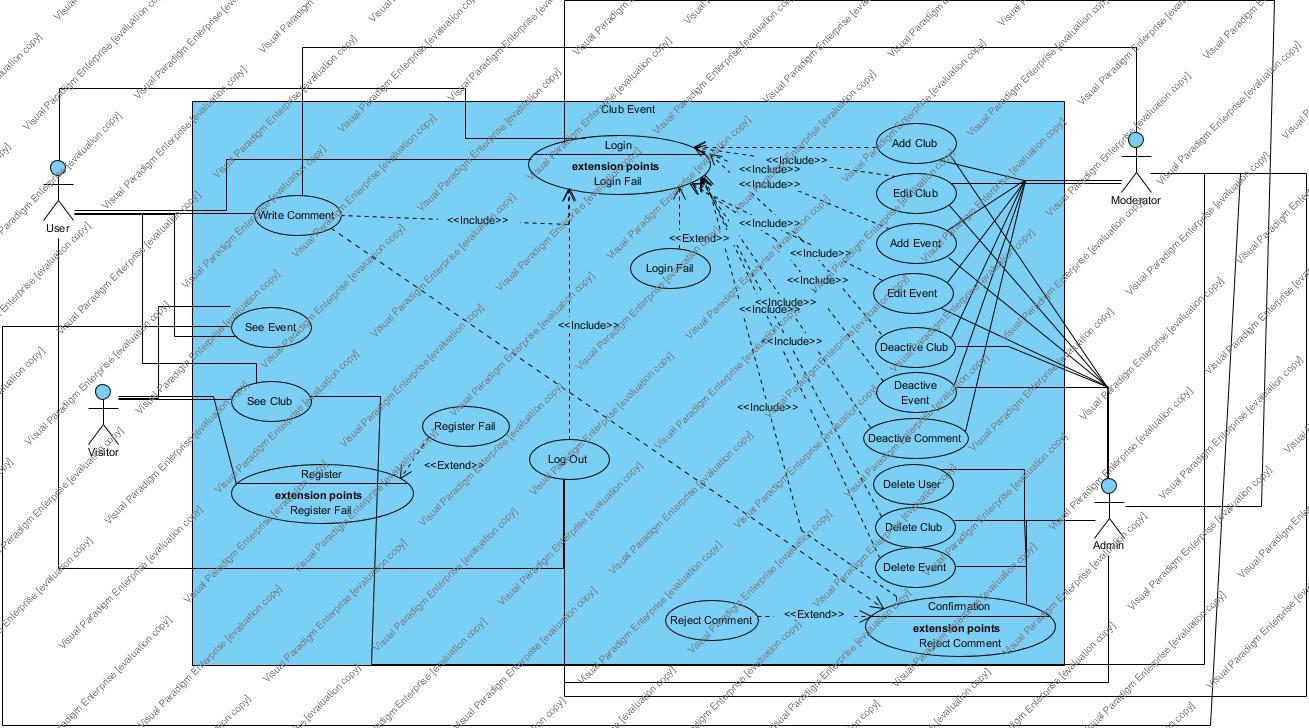 Club Event
Login
extension points
Login Fail
Add Club
<<Include>>
<<Include>>
<<Include>>
Edit Club
Moderator
User
Write Comment
<<Include>>
<<Include>>
Add Event
<<Extend>>
<<Include>>
Login Fail
<<Include>>
Edit Event
<<Include>>
<<Include>>
See Event
<<Include>>
<<Include>>
Deactive Club
Deactive
Event
See Club
<<Include>>
Register Fail
Deactive Comment
Visitor
Log Out
<<Extend>>
Register
extension points
Register Fail
Delete User
Delete Club
Admin
Delete Event
Confirmation
extension points
Reject Comment
<<Extend>>
Reject Comment
Visual Paradigm Enterprise [evaluation copy]